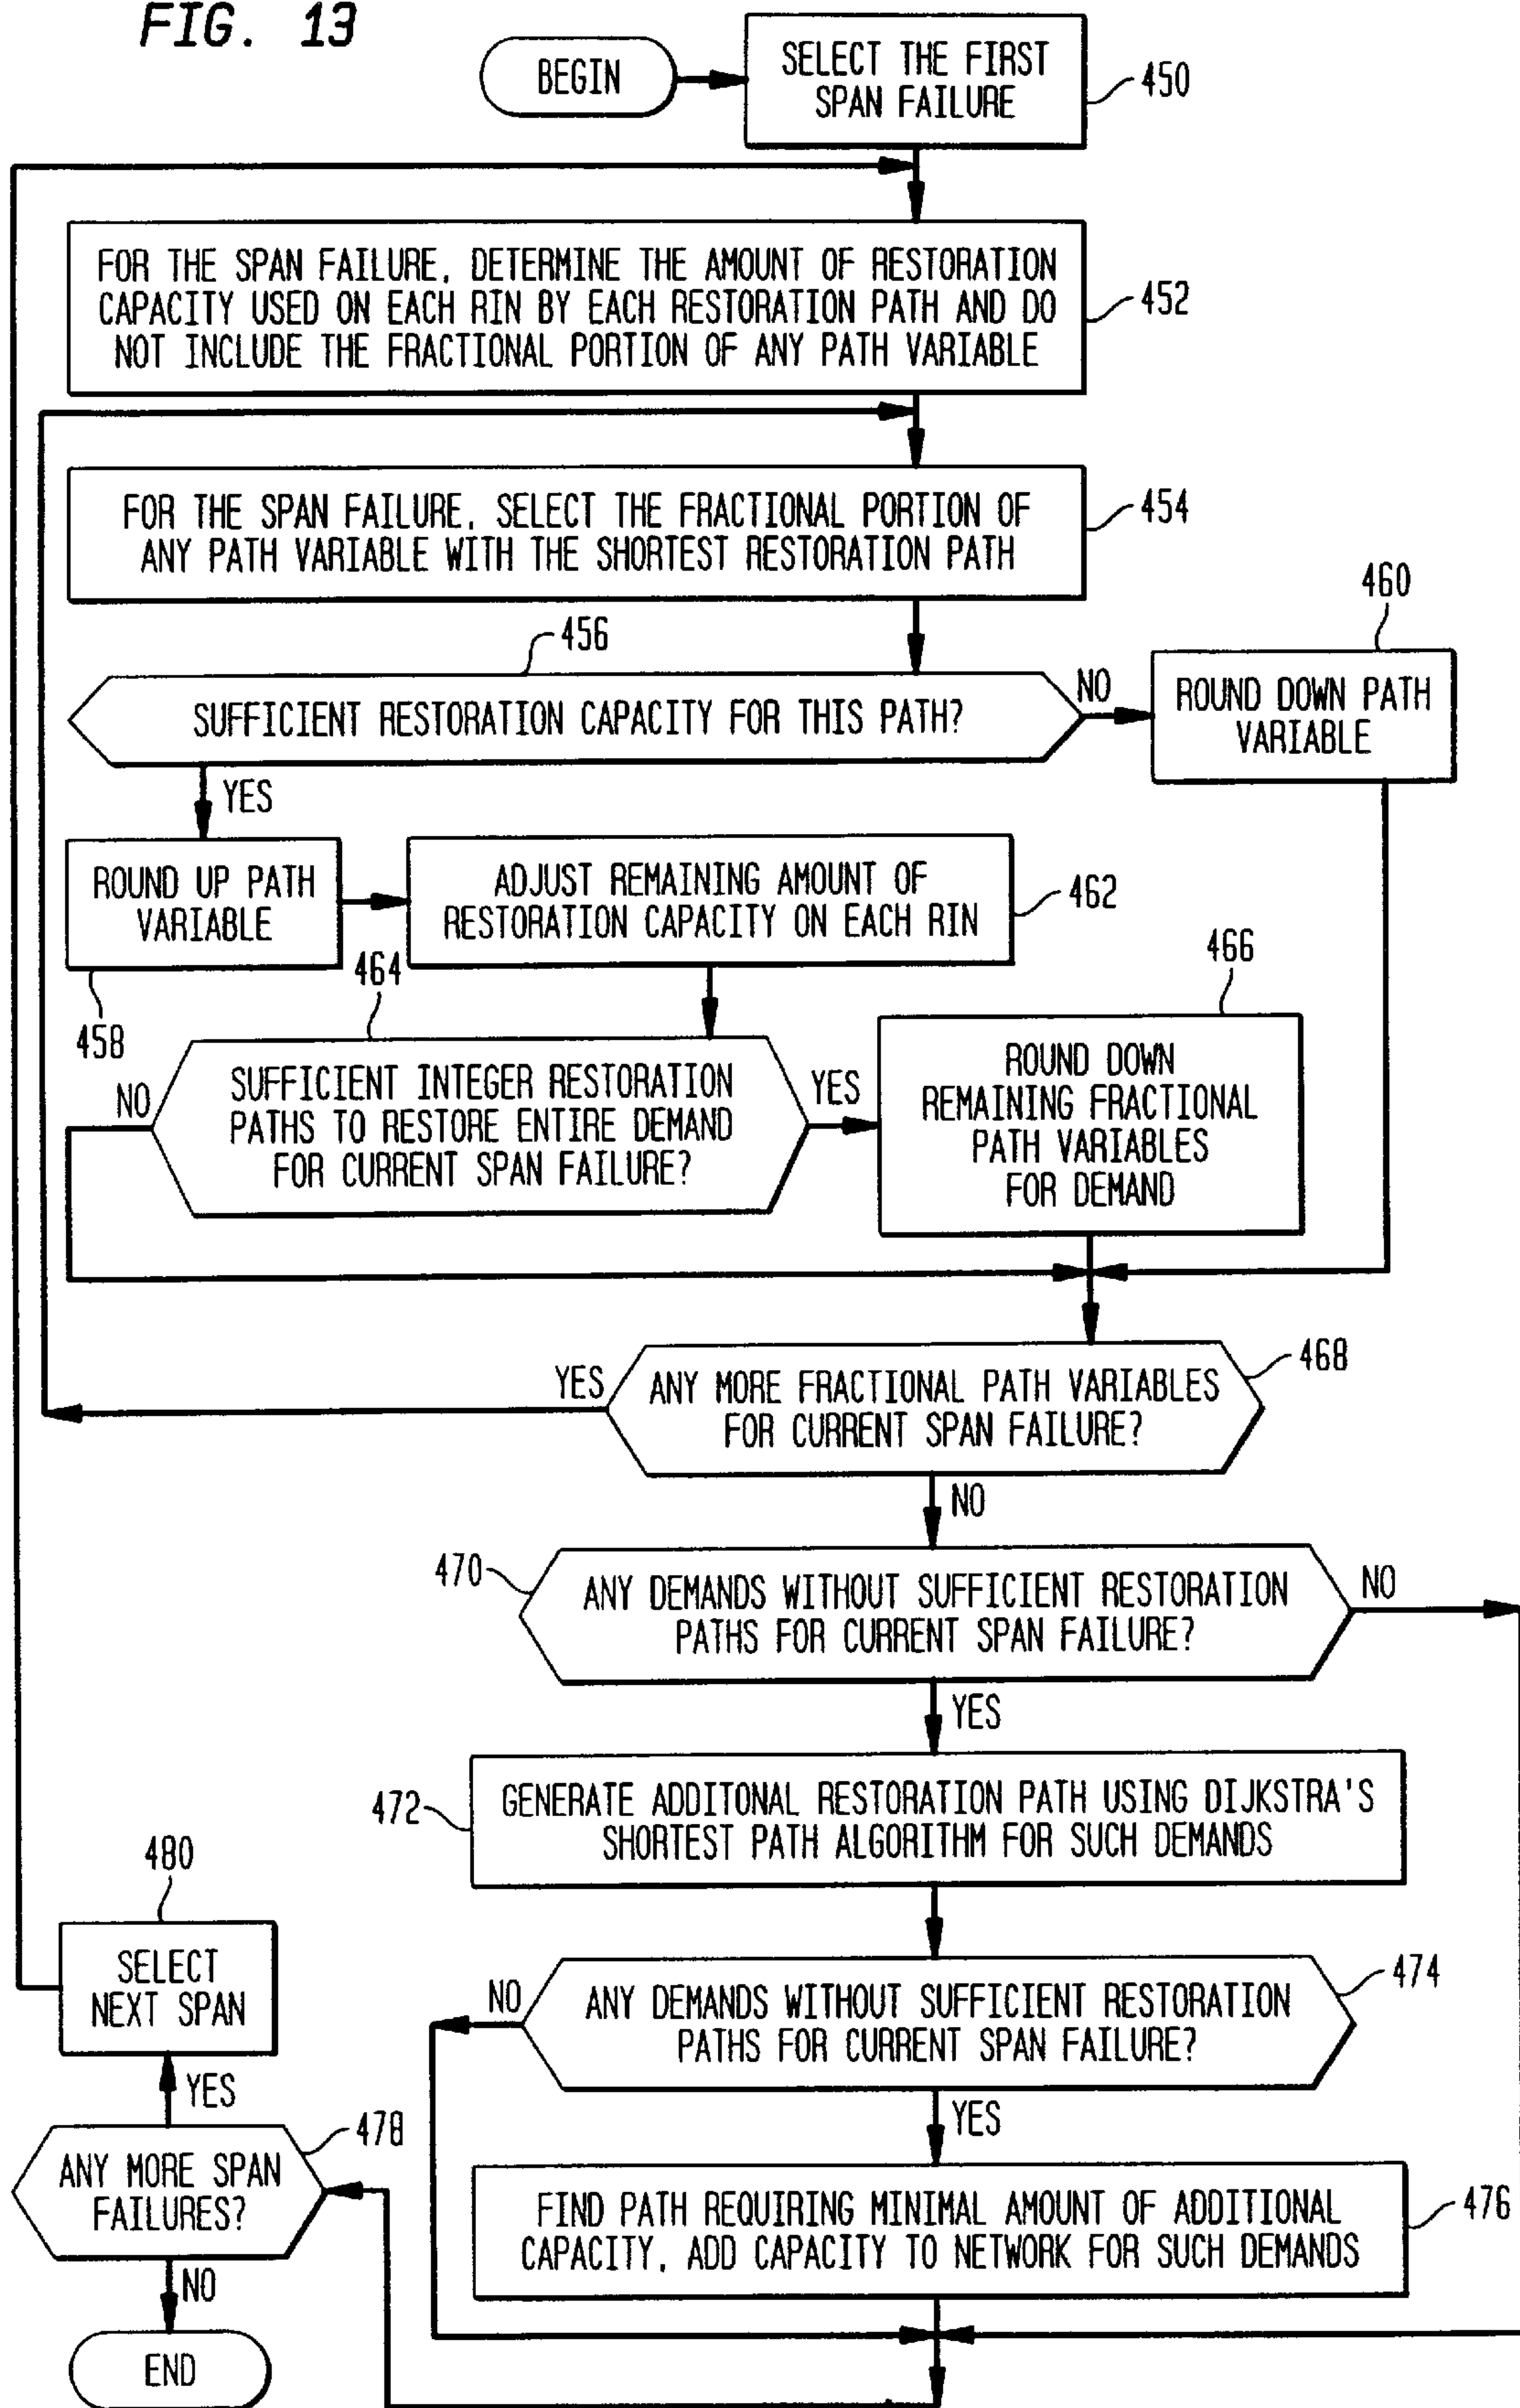 FIG. 13
BEGIN
SELECT THE FIRST
SPAN FAILURE
450
FOR THE SPAN FAILURE, DETERMINE THE AMOUNT OF RESTORATION
CAPACITY USED ON EACH RIN BY EACH RESTORATION PATH AND DO
NOT INCLUDE THE FRACTIONAL PORTION OF ANY PATH VARIABLE
452
FOR THE SPAN FAILURE, SELECT THE FRACTIONAL PORTION OF
ANY PATH VARIABLE WITH THE SHORTEST RESTORATION PATH
454
456
SUFFICIENT RESTORATION CAPACITY FOR THIS PATH?
NO
460
ROUND DOWN PATH
VARIABLE
YES
ROUND UP PATH
VARIABLE
458
ADJUST REMAINING AMOUNT OF
RESTORATION CAPACITY ON EACH RIN
462
464
NO
SUFFICIENT INTEGER RESTORATION
PATHS TO RESTORE ENTIRE DEMAND
FOR CURRENT SPAN FAILURE?
YES
466
ROUND DOWN
REMAINING FRACTIONAL
PATH VARIABLES
FOR DEMAND
YES
ANY MORE FRACTIONAL PATH VARIABLES
FOR CURRENT SPAN FAILURE?
468
NO
470
ANY DEMANDS WITHOUT SUFFICIENT RESTORATION
PATHS FOR CURRENT SPAN FAILURE?
NO
YES
472
GENERATE ADDITONAL RESTORATION PATH USING DIJKSTRA'S
SHORTEST PATH ALGORITHM FOR SUCH DEMANDS
480
SELECT
NEXT SPAN
NO
ANY DEMANDS WITHOUT SUFFICIENT RESTORATION
PATHS FOR CURRENT SPAN FAILURE?
474
YES
YES
478
ANY MORE SPAN
FAILURES?
FIND PATH REQUIRING MINIMAL AMOUNT OF ADDITIONAL
CAPACITY, ADD CAPACITY TO NETWORK FOR SUCH DEMANDS
476
NO
END